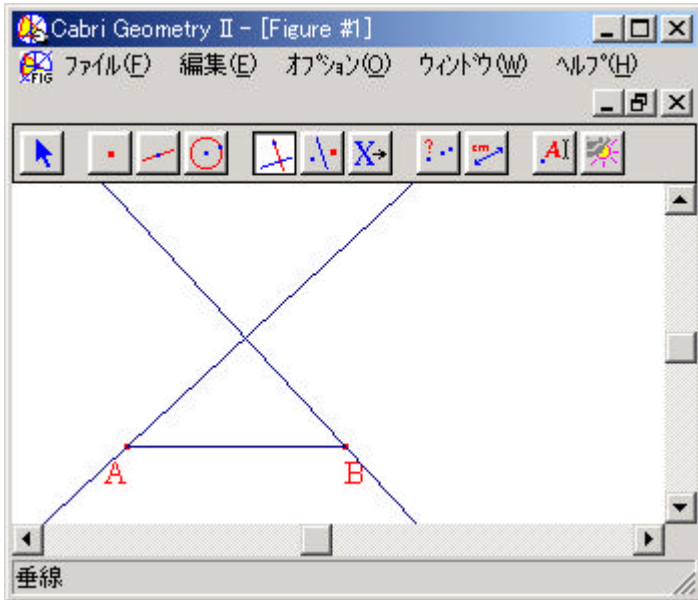 Cabri Geometry II - [Figure #1]
FIG ファイル(F) 編集(E) オプション(O) ウィンドウ(W) ヘルプ(H)
X ? cm A
A B
垂線